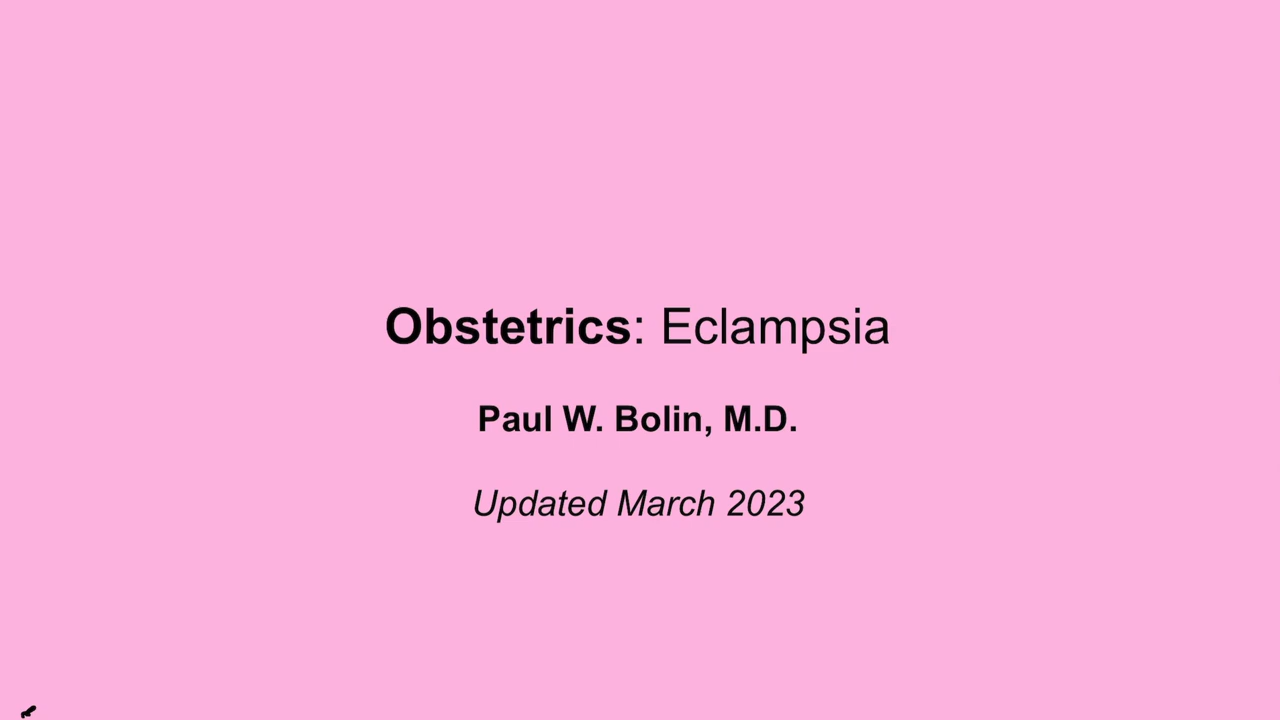 Obstetrics: Eclampsia
Paul W. Bolin, M.D.
Updated March 2023